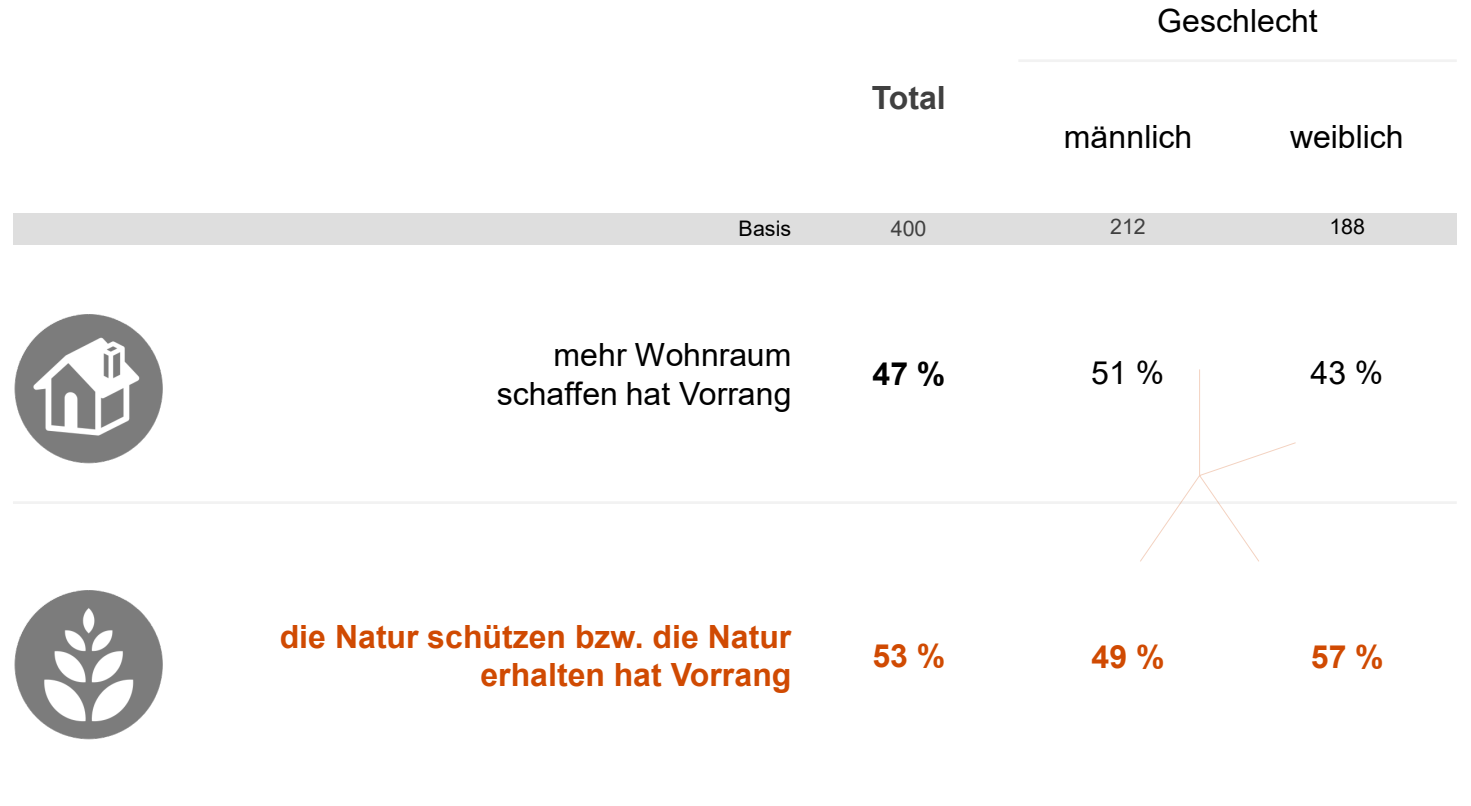 Geschlecht
Total
männlich weiblich
Basis 400 212 188
mehr Wohnraum
schaffen hat Vorrang
47 % 51 % 43 %
die Natur schützen bzw. die Natur
erhalten hat Vorrang
53 % 49 % 57 %